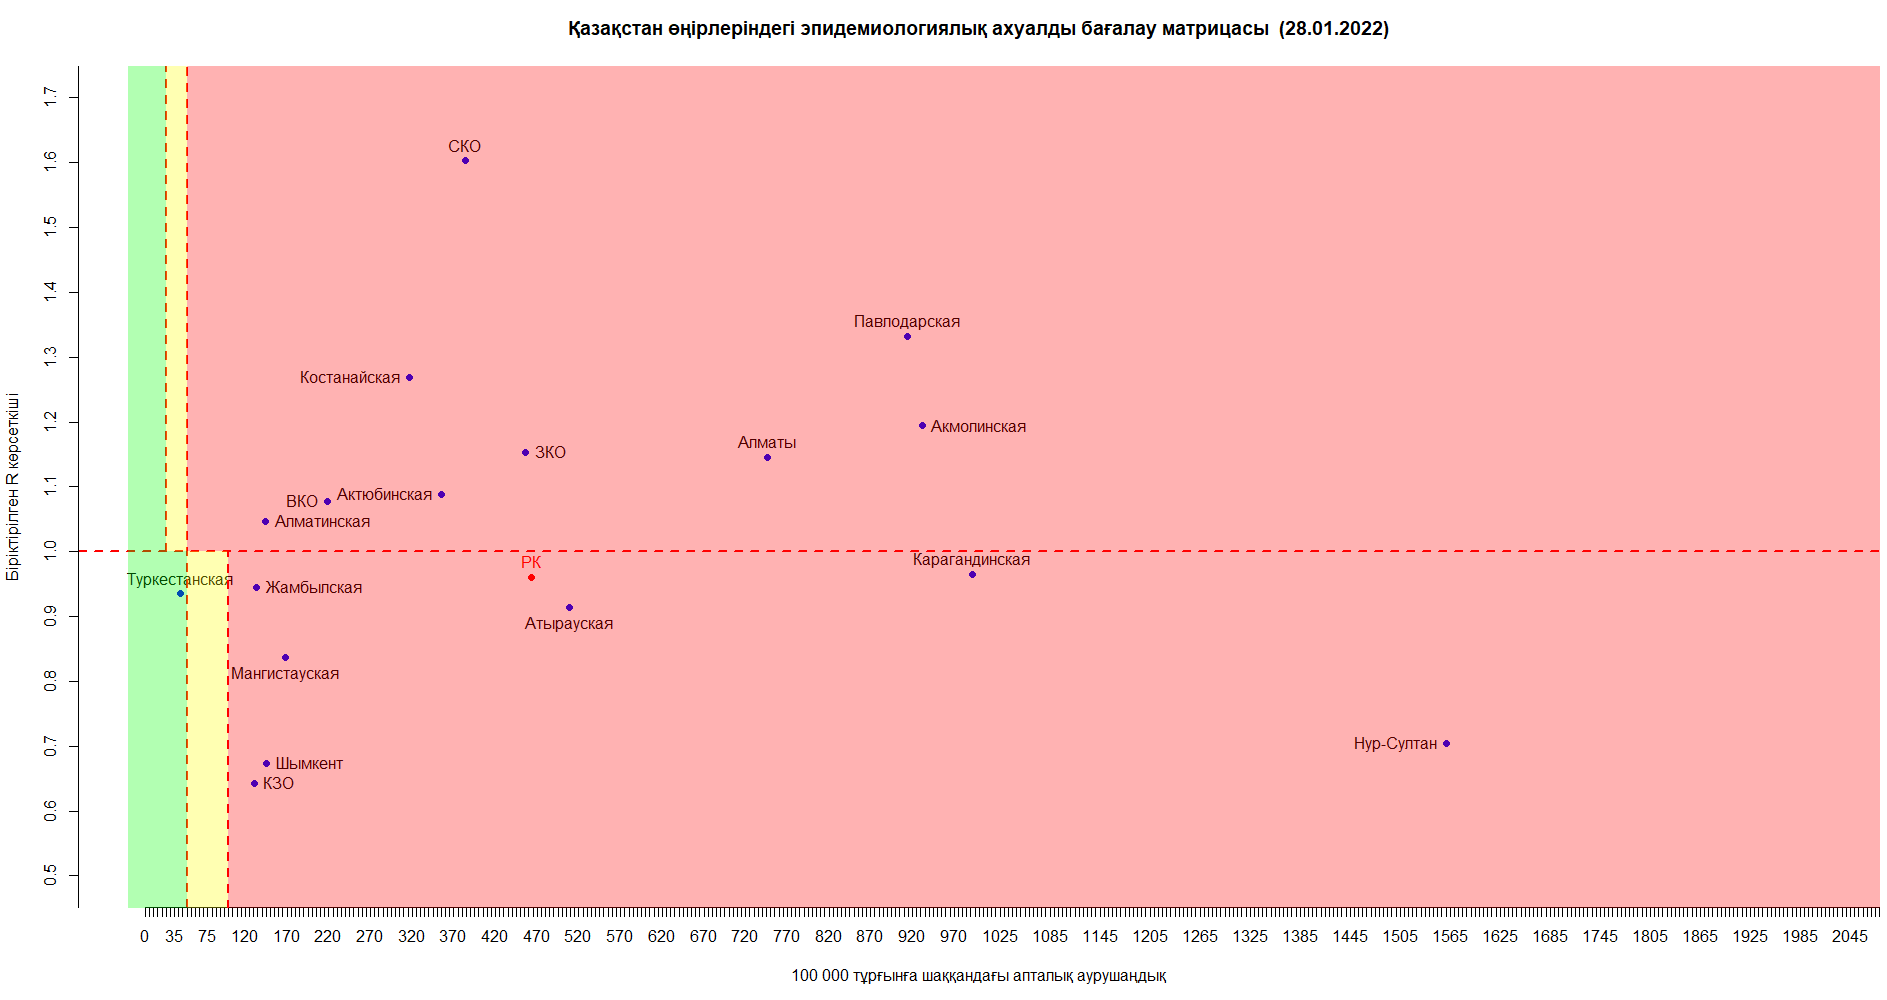 Қазақстан өңірлеріндегі эпидемиологиялық ахуалды бағалау матрицасы (28.01.2022)
Біріктірілген R көрсеткіші
1.7
1.6
1.5
1.4
1.3
1.2
1.1
1.0
0.9
0.8
0.7
0.6
0.5
СКО
Павлодарская
Костанайская
Акмолинская
Алматы
ЗКО
Актюбинская
ВКО
Алматинская
Карагандинская
РК
Туркестанская
Жамбылская
Атырауская
Мангистауская
Нур-Султан
Шымкент
КЗО
0 35 75 120 170 220 270 320 370 420 470 520 570 620 670 720 770 820 870 920 970 1025 1085 1145 1205 1265 1325 1385 1445 1505 1565 1625 1685 1745 1805 1865 1925 1985 2045
100 000 тұрғынға шаққандағы апталық аурушаңдық